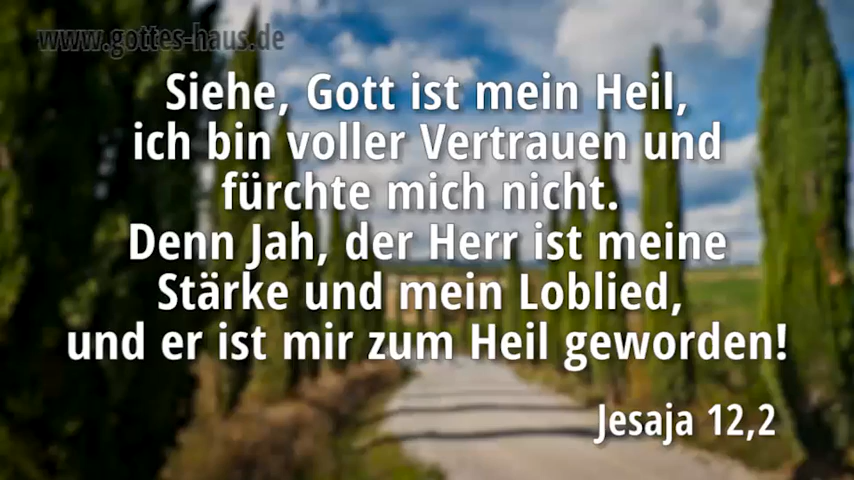 www.gottes-haus.de
Siehe, Gott ist mein Heil,
ich bin voller Vertrauen und
fürchte mich nicht.
Denn Jah, der Herr ist meine
Stärke und mein Loblied,
und er ist mir zum Heil geworden!
Jesaja 12,2